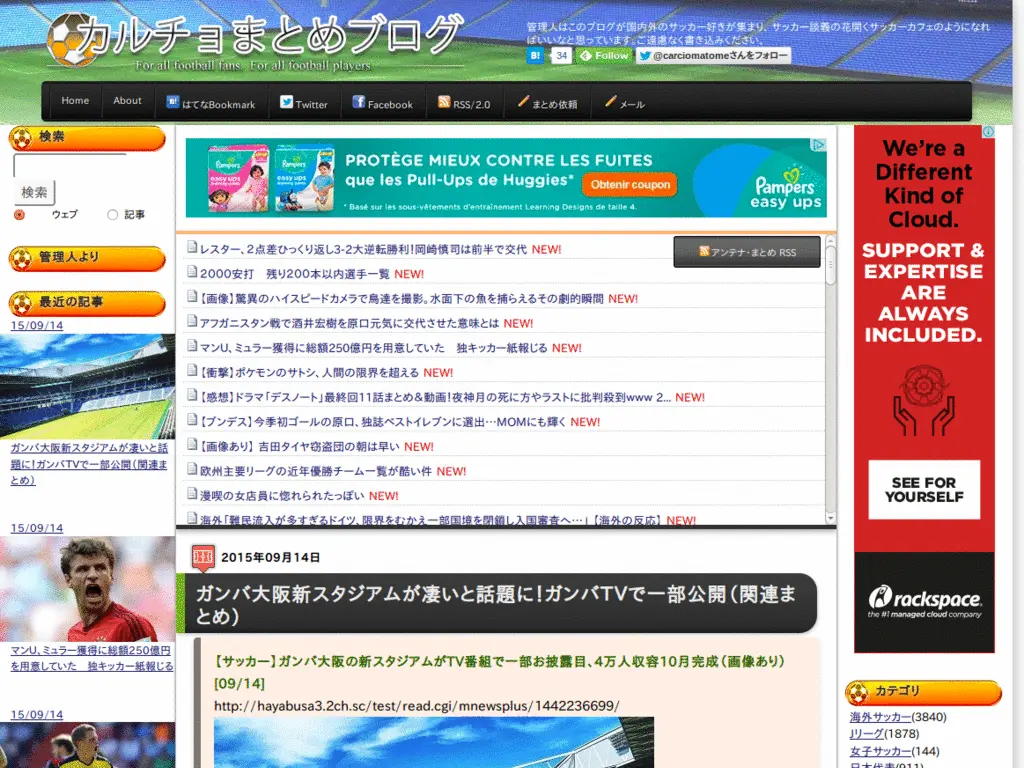 カルチョまとめブログ
For all football fans. For all football players.
管理人はこのブログが国内外のサッカー好きが集まり、サッカー談義の花開くサッカーカフェのようになれ
ばいいなと思っています。ご遠慮なく書き込みください。
B! 34 Follow @carciomatomeさんをフォロー
Home About はてなBookmark Twitter Facebook RSS/2.0 まとめ依頼 メール
検索
検索
ウェブ 記事
管理人より
最近の記事
15/09/14
ガンバ大阪新スタジアムが凄いと話
題に!ガンバTVで一部公開(関連ま
とめ)
15/09/14
マンU、ミュラー獲得に総額250億円
を用意していた 独キッカー紙報じる
15/09/14
Pampers
easy ups
Pampers
easy ups
PROTÈGE MIEUX CONTRE LES FUITES
que les Pull-Ups de Huggies*
Obtenir coupon
* Basé sur les sous-vêtements d'entraînement Learning Designs de taille 4.
Pampers
easy ups
アンテナ・まとめ RSS
レスター、2点差ひっくり返し3-2大逆転勝利!岡崎慎司は前半で交代 NEW!
2000安打 残り200本以内選手一覧 NEW!
【画像】驚異のハイスピードカメラで鳥達を撮影。水面下の魚を捕らえるその劇的瞬間 NEW!
アフガニスタン戦で酒井宏樹を原口元気に交代させた意味とは NEW!
マンU、ミュラー獲得に総額250億円を用意していた 独キッカー紙報じる NEW!
【衝撃】ポケモンのサトシ、人間の限界を超える NEW!
【感想】ドラマ「デスノート」最終回11話まとめ&動画!夜神月の死に方やラストに批判殺到www 2... NEW!
【ブンデス】今季初ゴールの原口、独誌ベストイレブンに選出…MOMにも輝く NEW!
【画像あり】 吉田タイヤ窃盗団の朝は早い NEW!
欧州主要リーグの近年優勝チーム一覧が酷い件 NEW!
漫喫の女店員に惚れられたっぽい NEW!
海外「難民流入が多すぎるドイツ、限界をむかえ一部国境を閉鎖し入国審査へ…」【海外の反応】 NEW!
2015年09月14日
ガンバ大阪新スタジアムが凄いと話題に!ガンバTVで一部公開(関連ま
とめ)
【サッカー】ガンバ大阪の新スタジアムがTV番組で一部お披露目、4万人収容10月完成(画像あり)
[09/14]
http://hayabusa3.2ch.sc/test/read.cgi/mnewsplus/1442236699/
We're a
Different
Kind of
Cloud.
SUPPORT &
EXPERTISE
ARE
ALWAYS
INCLUDED.
SEE FOR
YOURSELF
rackspace.
the #1 managed cloud company
カテゴリ
海外サッカー(3840)
Jリーグ(1878)
女子サッカー(144)
日本代表(911)